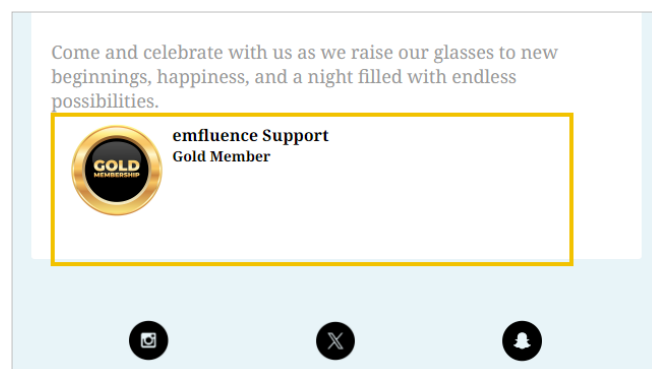 Come and celebrate with us as we raise our glasses to new
beginnings, happiness, and a night filled with endless
possibilities.
emfluence Support
Gold Member
GOLD
MEMBERSHIP